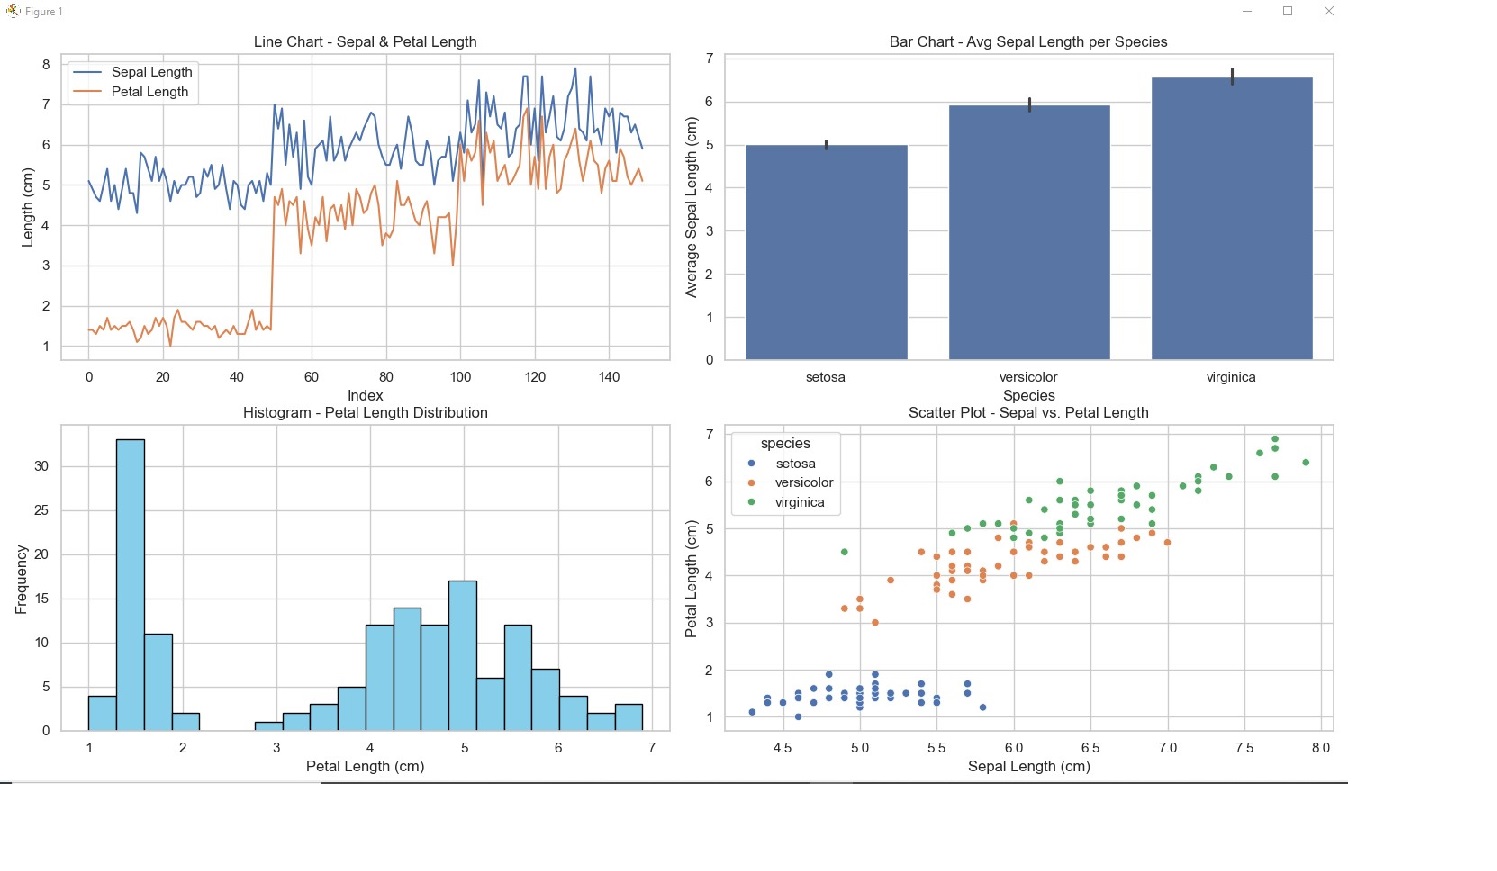 Figure 1
Line Chart - Sepal & Petal Length
Sepal Length
Petal Length
Length (cm)
8
7
6
5
4
3
2
1
0 20 40 60 80 100 120 140
Index
Bar Chart - Avg Sepal Length per Species
Average Sepal Length (cm)
7
6
5
4
3
2
1
0
setosa versicolor virginica
Species
Histogram - Petal Length Distribution
Frequency
30
25
20
15
10
5
0
1 2 3 4 5 6 7
Petal Length (cm)
Scatter Plot - Sepal vs. Petal Length
species
setosa
versicolor
virginica
Petal Length (cm)
7
6
5
4
3
2
1
4.5 5.0 5.5 6.0 6.5 7.0 7.5 8.0
Sepal Length (cm)